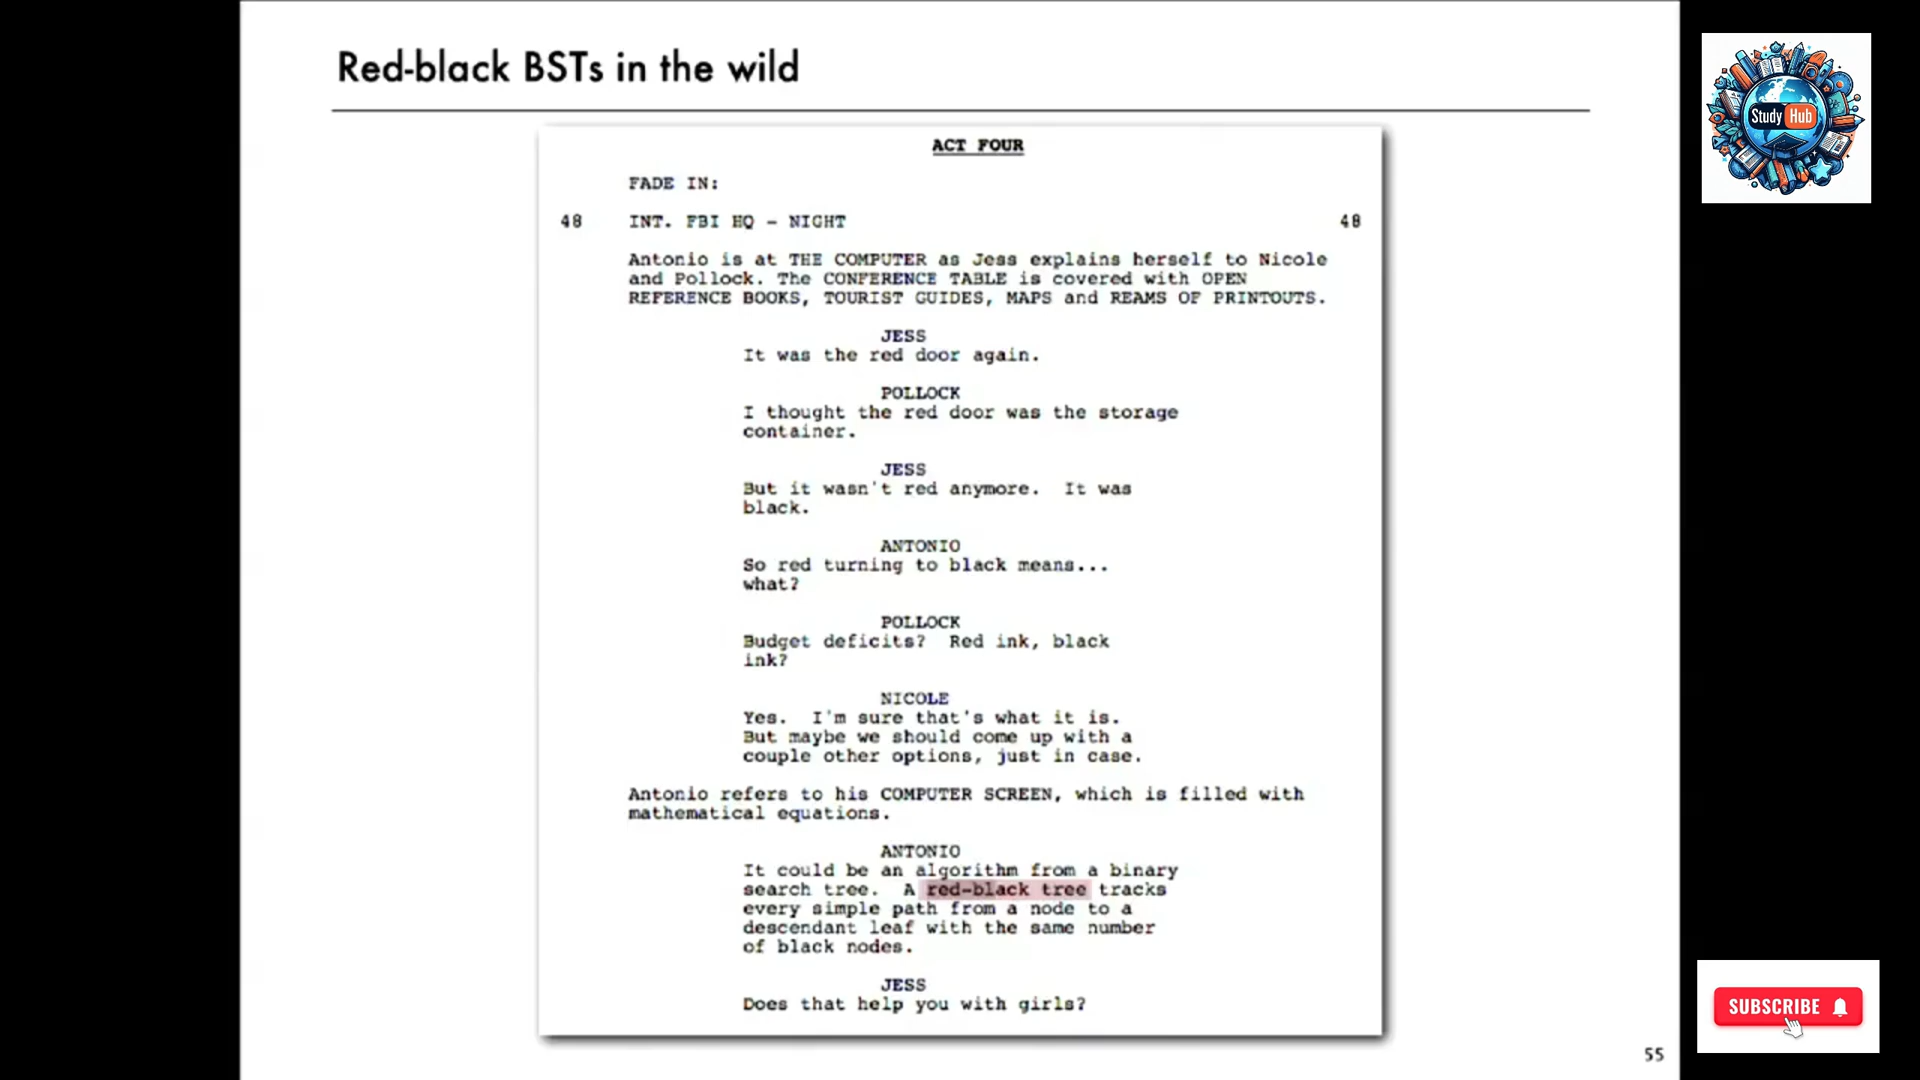 Red-black BSTs in the wild
ACT FOUR
FADE IN:
48 INT. FBI HQ - NIGHT 48
Antonio is at THE COMPUTER as Jess explains herself to Nicole
and Pollock. The CONFERENCE TABLE is covered with OPEN
REFERENCE BOOKS, TOURIST GUIDES, MAPS and REAMS OF PRINTOUTS.
JESS
It was the red door again.
POLLOCK
I thought the red door was the storage
container.
JESS
But it wasn't red anymore. It was
black.
ANTONIO
So red turning to black means...
what?
POLLOCK
Budget deficits? Red ink, black
ink?
NICOLE
Yes. I'm sure that's what it is.
But maybe we should come up with a
couple other options, just in case.
Antonio refers to his COMPUTER SCREEN, which is filled with
mathematical equations.
ANTONIO
It could be an algorithm from a binary
search tree. A red-black tree tracks
every simple path from a node to a
descendant leaf with the same number
of black nodes.
JESS
Does that help you with girls?
55
Study Hub
SUBSCRIBE